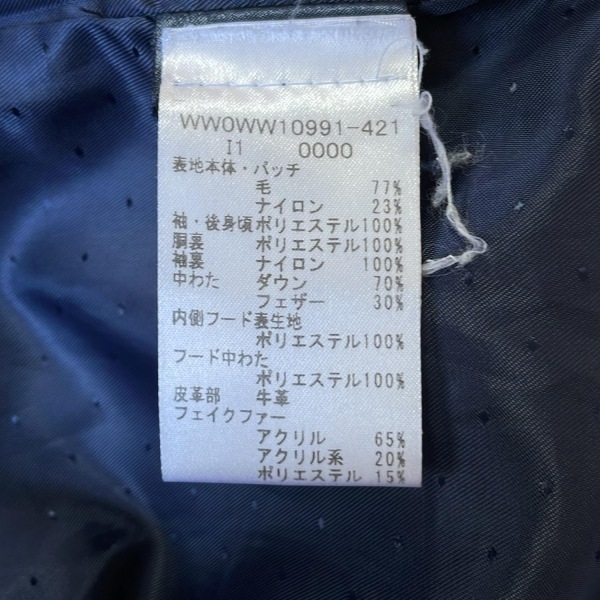 WW0WW10991-421
I1 0000
表地本体・パッチ
毛 77%
ナイロン 23%
袖・後身頃ポリエステル100%
胴裏 ポリエステル100%
袖裏 ナイロン 100%
中わた ダウン 70%
フェザー 30%
内側フード表生地
ポリエステル100%
フード中わた
ポリエステル100%
皮革部 牛革
フェイクファー
アクリル 65%
アクリル系 20%
ポリエステル 15%